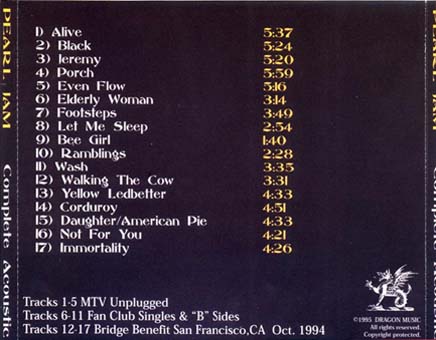 PEARL JAM Complete Acoustic
1) Alive 5:37
2) Black 5:24
3) Jeremy 5:20
4) Porch 5:59
5) Even Flow 5:16
6) Elderly Woman 3:14
7) Footsteps 3:49
8) Let Me Sleep 2:54
9) Bee Girl 1:40
10) Ramblings 2:28
11) Wash 3:35
12) Walking The Cow 3:31
13) Yellow Ledbetter 4:33
14) Corduroy 4:51
15) Daughter/American Pie 4:33
16) Not For You 4:21
17) Immortality 4:26
Tracks 1-5 MTV Unplugged
Tracks 6-11 Fan Club Singles & "B" Sides
Tracks 12-17 Bridge Benefit San Francisco,CA Oct. 1994
©1995 DRAGON MUSIC
All rights reserved.
Copyright protected.